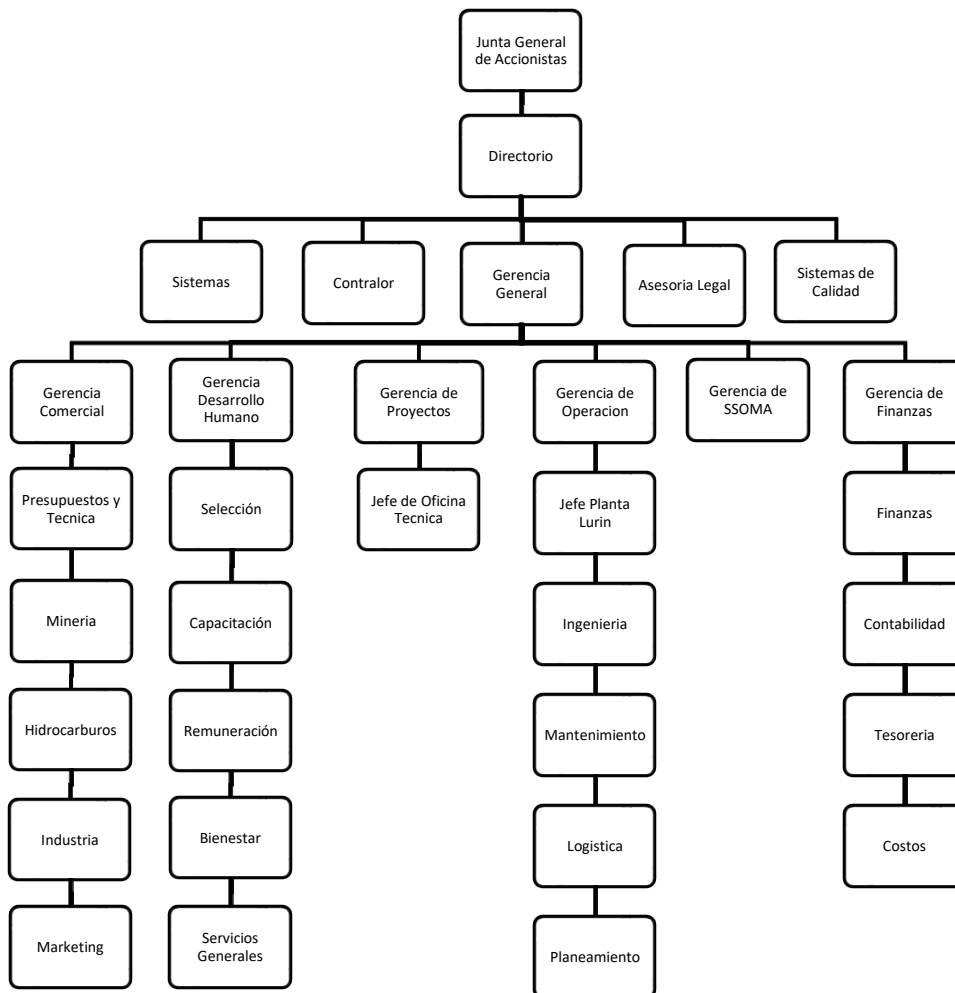 Junta General
de Accionistas
Directorio
Sistemas
Contralor
Gerencia
General
Asesoria Legal
Sistemas de
Calidad
Gerencia
Comercial
Gerencia
Desarrollo
Humano
Gerencia de
Proyectos
Gerencia de
Operacion
Gerencia de
SSOMA
Gerencia de
Finanzas
Presupuestos y
Tecnica
Selección
Jefe de Oficina
Tecnica
Jefe Planta
Lurin
Finanzas
Mineria
Capacitación
Ingenieria
Contabilidad
Hidrocarburos
Remuneración
Mantenimiento
Tesoreria
Industria
Bienestar
Logistica
Costos
Marketing
Servicios
Generales
Planeamiento